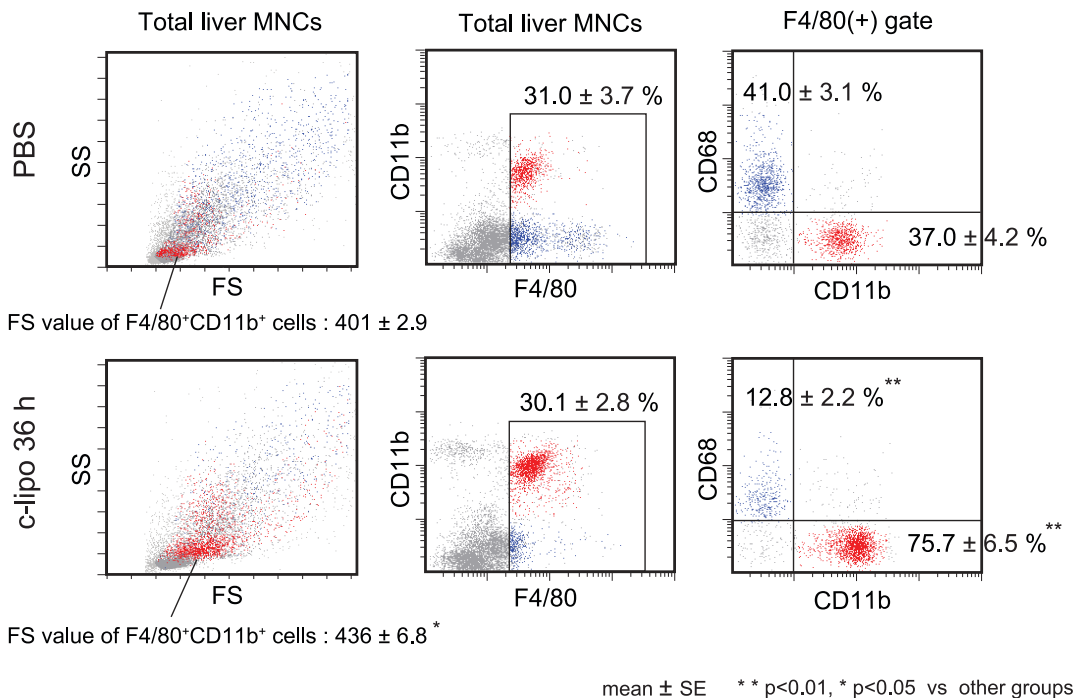 Total liver MNCs
Total liver MNCs
F4/80(+) gate
PBS
SS
FS
CD11b
31.0 ± 3.7 %
F4/80
CD68
41.0 ± 3.1 %
37.0 ± 4.2 %
CD11b
FS value of F4/80⁺CD11b⁺ cells : 401 ± 2.9
c-lipo 36 h
SS
FS
CD11b
30.1 ± 2.8 %
F4/80
CD68
12.8 ± 2.2 %**
75.7 ± 6.5 %**
CD11b
FS value of F4/80⁺CD11b⁺ cells : 436 ± 6.8 *
mean ± SE * * p<0.01, * p<0.05 vs other groups